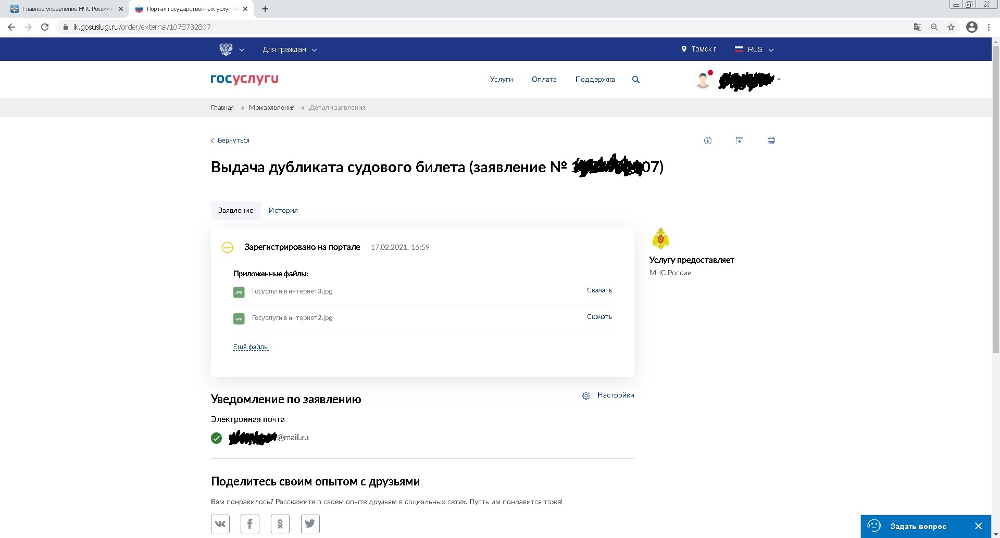 Главное управление МЧС России п
Портал государственных услуг Ро
lk.gosuslugi.ru/order/external/1078732807
Для граждан
Томск г
RUS
госуслуги
Услуги
Оплата
Поддержка
Главная → Мои заявления → Детали заявления
Вернуться
Выдача дубликата судового билета (заявление № 07)
Заявление
История
Зарегистрировано на портале 17.02.2021, 16:59
Приложенные файлы:
JPG Госуслуги в интернет3.jpg Скачать
JPG Госуслуги в интернет2.jpg Скачать
Ещё файлы
Услугу предоставляет
МЧС России
Уведомление по заявлению
Настройки
Электронная почта
@mail.ru
Поделитесь своим опытом с друзьями
Вам понравилось? Расскажите о своем опыте друзьям в социальных сетях. Пусть им понравится тоже!
Задать вопрос